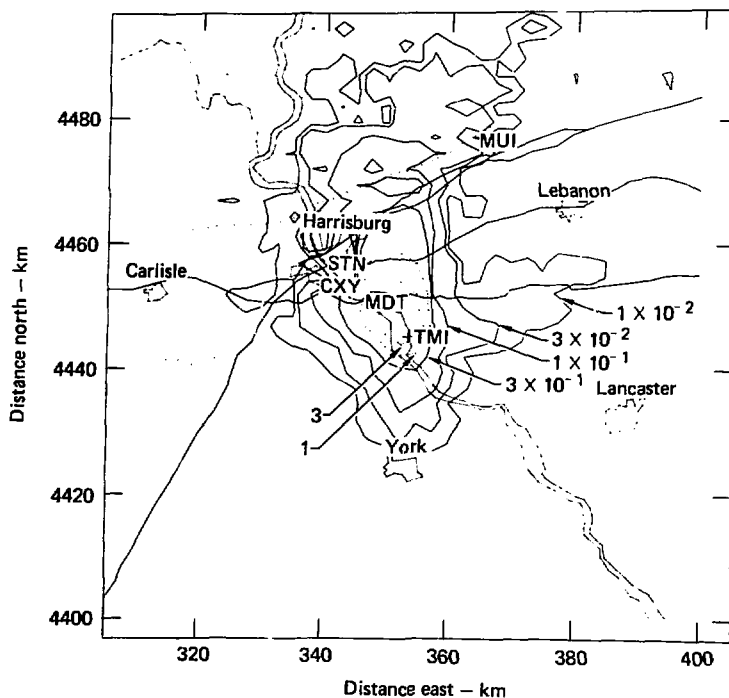 4480
4460
4440
4420
4400
Distance north – km
320
340
360
380
400
Distance east – km
MUI
Lebanon
Harrisburg
STN
Carlisle
CXY
MDT
+TMI
1 × 10⁻²
3 × 10⁻²
1 × 10⁻¹
3 × 10⁻¹
Lancaster
3
1
York